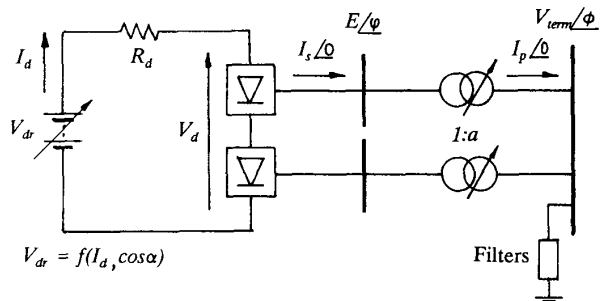 E/φ
V_term/ϕ
I_d
R_d
I_s/0
I_p/0
V_dr
V_d
1:a
V_dr = f(I_d, cosα)
Filters